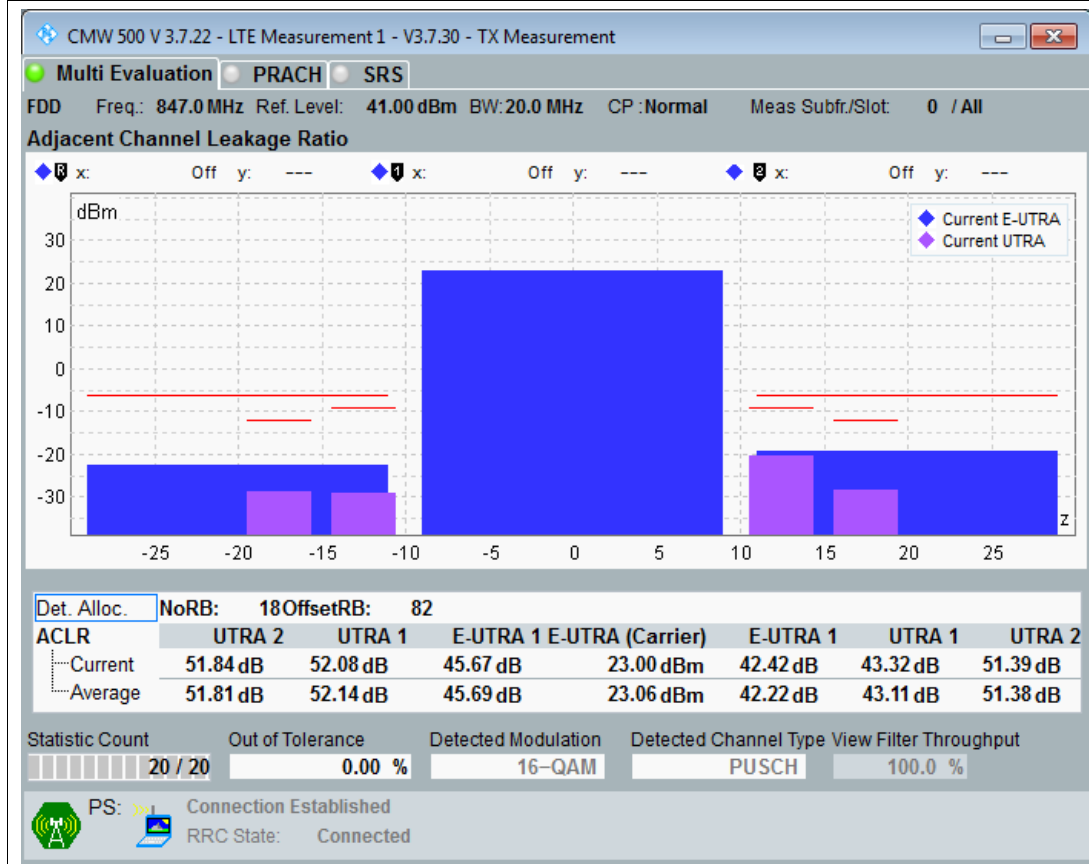 CMW 500 V 3.7.22 - LTE Measurement 1 - V3.7.30 - TX Measurement
Multi Evaluation PRACH SRS
FDD Freq.: 847.0 MHz Ref. Level: 41.00 dBm BW: 20.0 MHz CP : Normal Meas Subfr./Slot: 0 / All
Adjacent Channel Leakage Ratio
R x: Off y: --- 1 x: Off y: --- 2 x: Off y: ---
dBm
Current E-UTRA
Current UTRA
30
20
10
0
-10
-20
-30
z
-25 -20 -15 -10 -5 0 5 10 15 20 25
Det. Alloc. NoRB: 18 OffsetRB: 82
ACLR UTRA 2 UTRA 1 E-UTRA 1 E-UTRA (Carrier) E-UTRA 1 UTRA 1 UTRA 2
Current 51.84 dB 52.08 dB 45.67 dB 23.00 dBm 42.42 dB 43.32 dB 51.39 dB
Average 51.81 dB 52.14 dB 45.69 dB 23.06 dBm 42.22 dB 43.11 dB 51.38 dB
Statistic Count Out of Tolerance Detected Modulation Detected Channel Type View Filter Throughput
20 / 20 0.00 % 16-QAM PUSCH 100.0 %
PS: Connection Established
RRC State: Connected